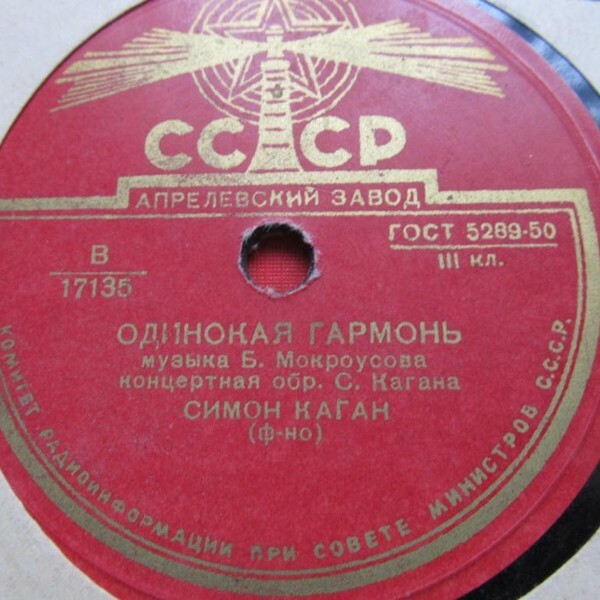 СССР
АПРЕЛЕВСКИЙ ЗАВОД
ГОСТ 5289-50
III кл.
В
17135
ОДИНОКАЯ ГАРМОНЬ
музыка Б. Мокроусова
концертная обр. С. Кагана
СИМОН КАГАН
(ф-но)
КОМИТЕТ РАДИОИНФОРМАЦИИ ПРИ СОВЕТЕ МИНИСТРОВ С.С.С.Р.